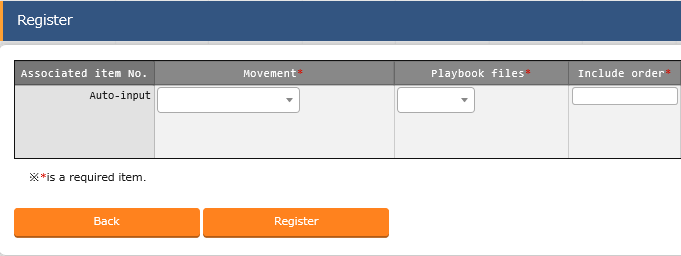 Register
Associated item No. Movement* Playbook files* Include order*
Auto-input
※*is a required item.
Back Register